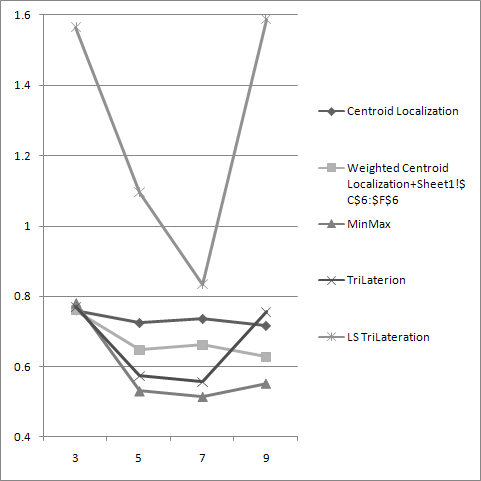 1.6
1.4
1.2
1
0.8
0.6
0.4
3 5 7 9
Centroid Localization
Weighted Centroid
Localization+Sheet1!$
C$6:$F$6
MinMax
TriLaterion
LS TriLateration